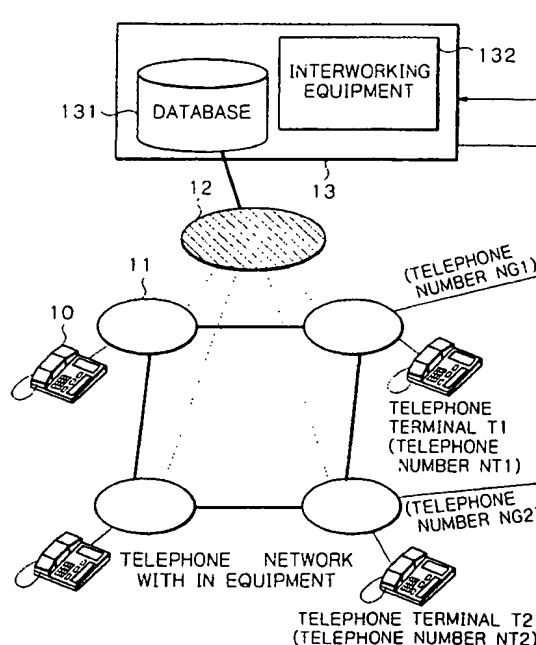 132
INTERWORKING
EQUIPMENT
131
DATABASE
13
12
11
(TELEPHONE
NUMBER NG1)
10
TELEPHONE
TERMINAL T1
(TELEPHONE
NUMBER NT1)
(TELEPHONE
NUMBER NG2)
TELEPHONE NETWORK
WITH IN EQUIPMENT
TELEPHONE TERMINAL T2
(TELEPHONE NUMBER NT2)